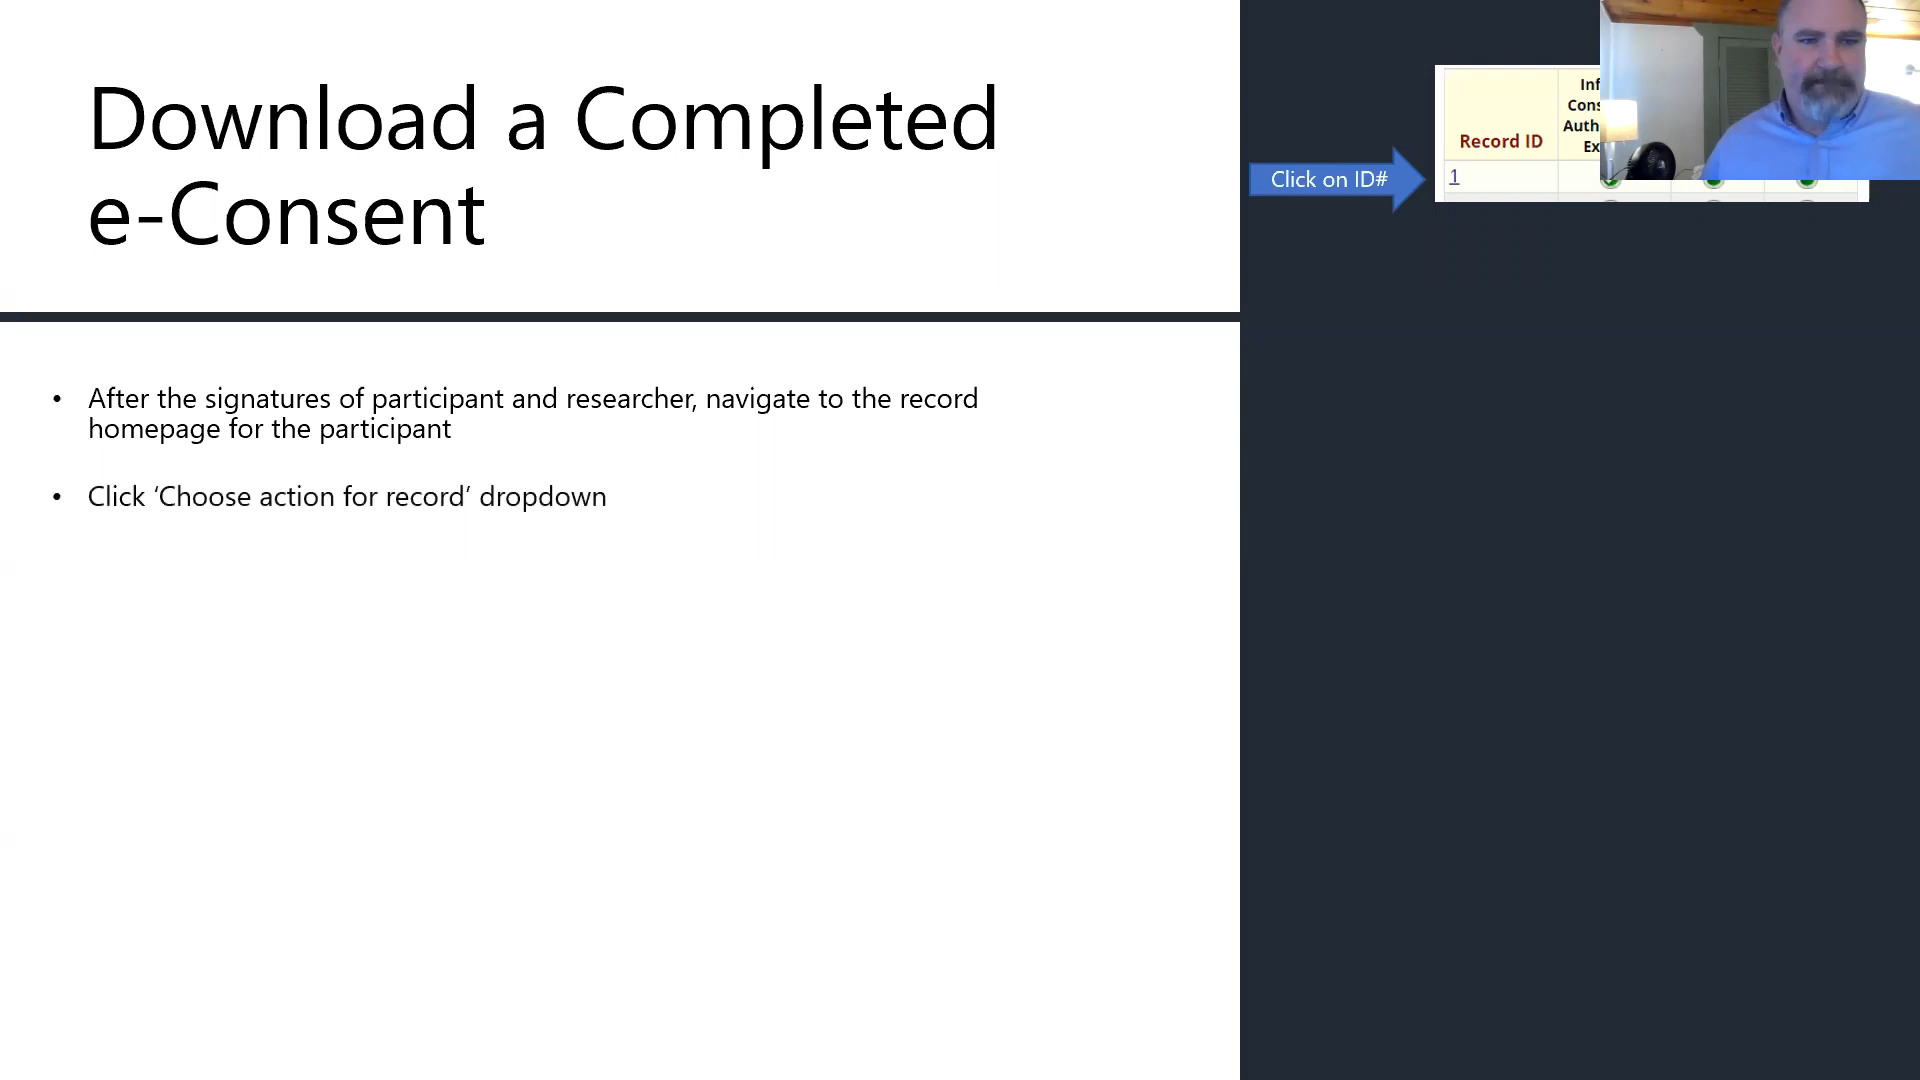 Download a Completed
e-Consent
• After the signatures of participant and researcher, navigate to the record
homepage for the participant
• Click ‘Choose action for record’ dropdown
Click on ID#
Record ID
1